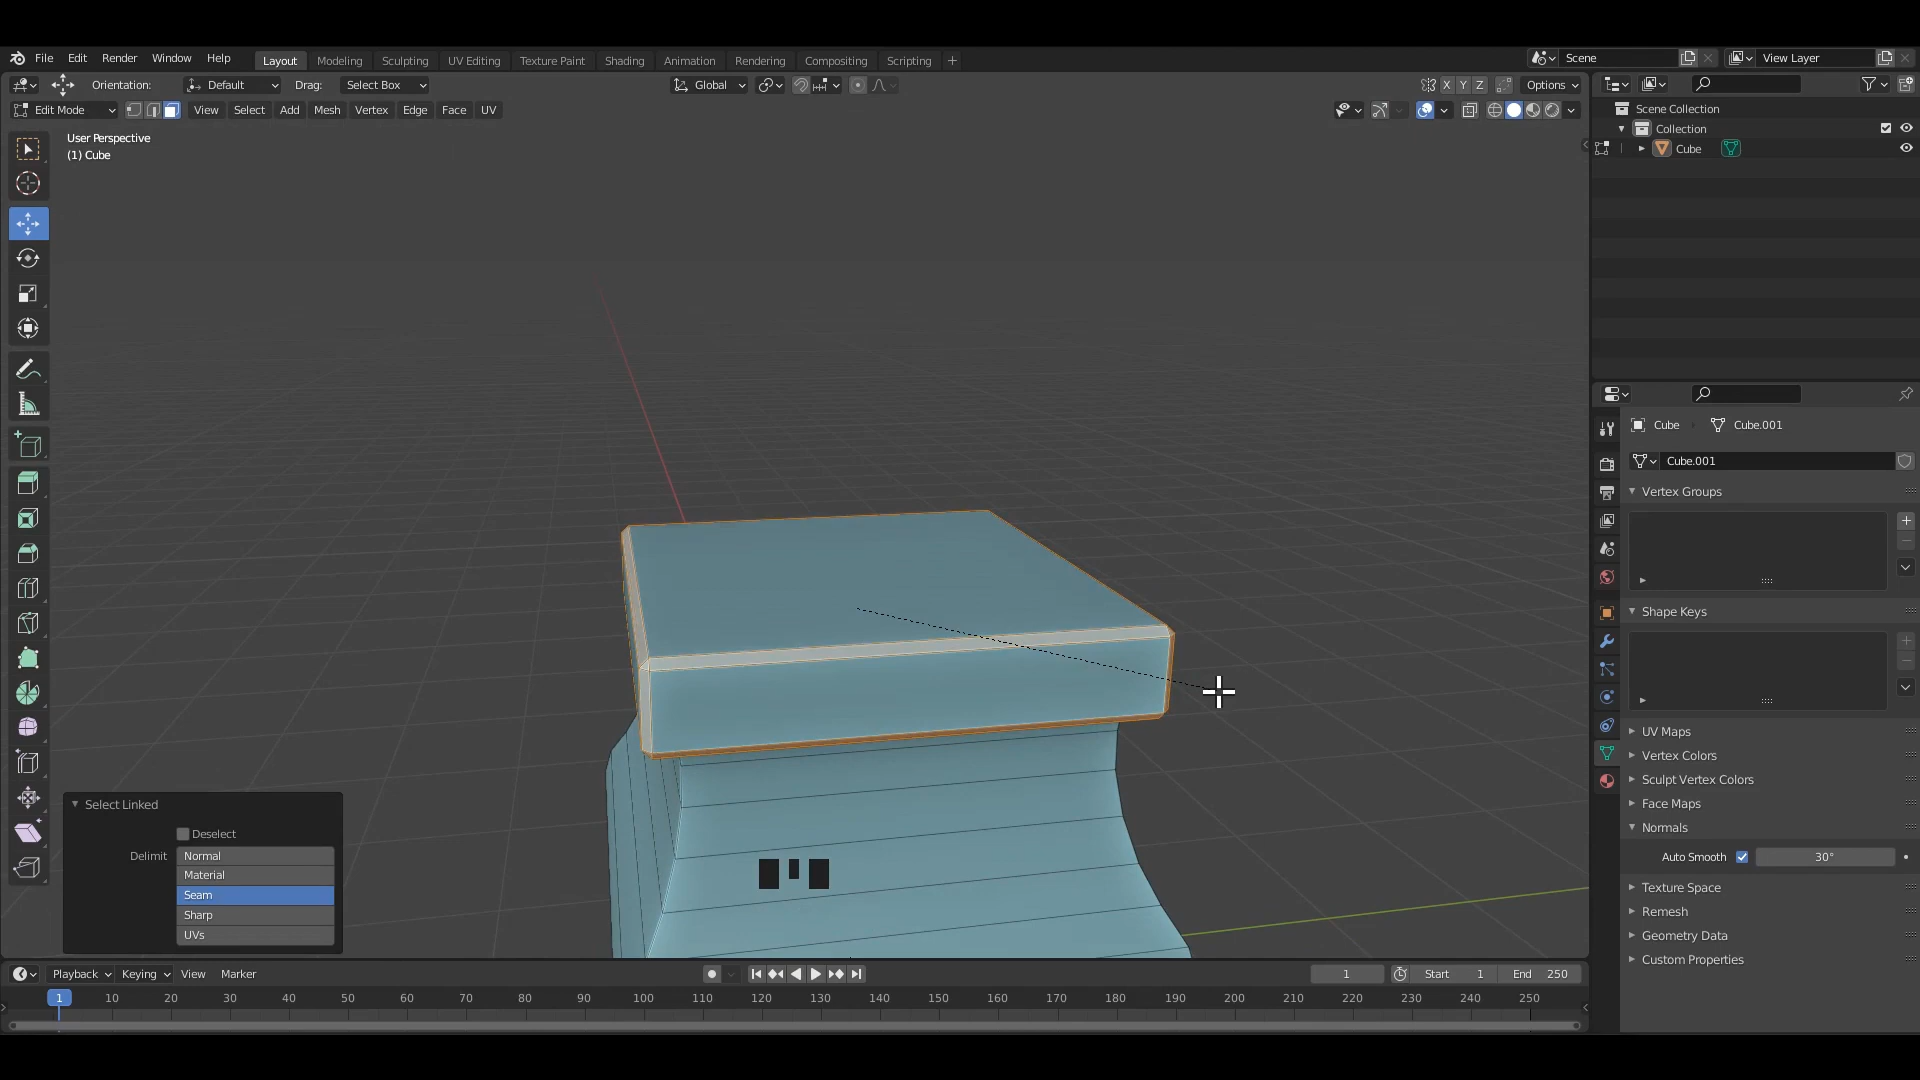 File Edit Render Window Help Layout Modeling Sculpting UV Editing Texture Paint Shading Animation Rendering Compositing Scripting + Scene View Layer
Orientation: Default Drag: Select Box Global X Y Z Options
Edit Mode View Select Add Mesh Vertex Edge Face UV
User Perspective
(1) Cube
Scene Collection
Collection
Cube
Cube Cube.001
Cube.001
Vertex Groups
Shape Keys
UV Maps
Vertex Colors
Sculpt Vertex Colors
Face Maps
Normals
Auto Smooth 30°
Texture Space
Remesh
Geometry Data
Custom Properties
Select Linked
Deselect
Delimit Normal
Material
Seam
Sharp
UVs
Playback Keying View Marker 1 Start 1 End 250
1 10 20 30 40 50 60 70 80 90 100 110 120 130 140 150 160 170 180 190 200 210 220 230 240 250